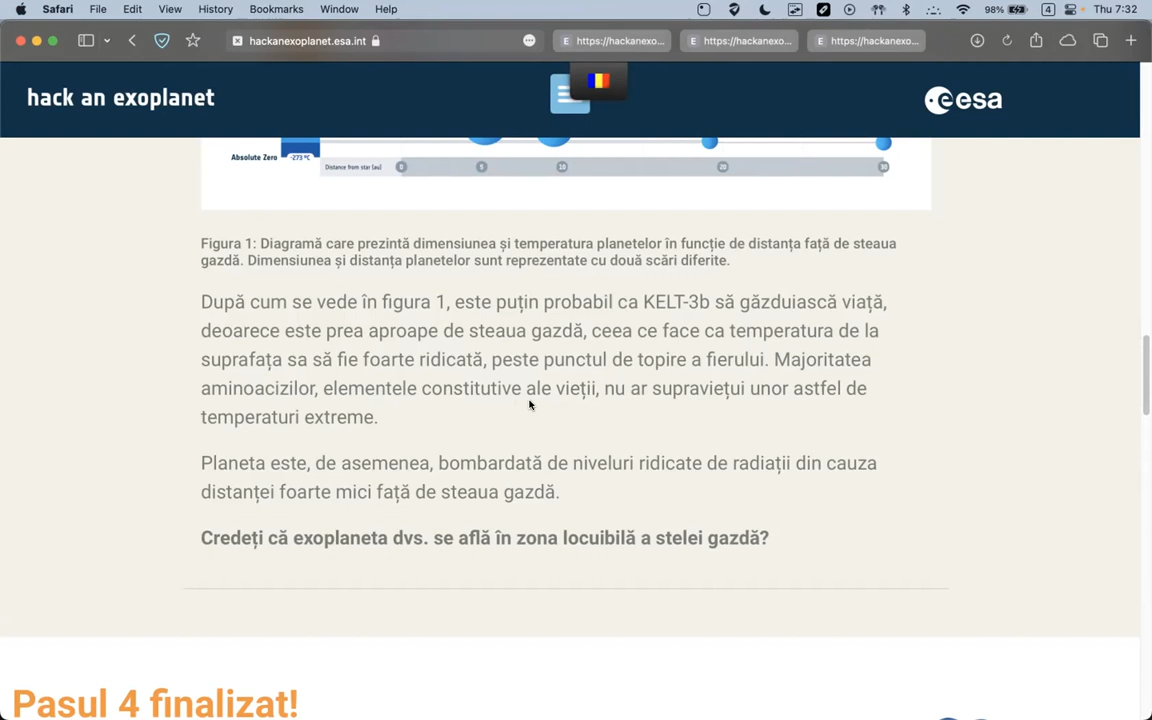 Safari File Edit View History Bookmarks Window Help 98% 4 Thu 7:32
hackanexoplanet.esa.int E https://hackanexo... E https://hackanexo... E https://hackanexo...
hack an exoplanet
esa
Absolute Zero -273 ºC
Distance from star (au) 0 5 10 20 30
Figura 1: Diagramă care prezintă dimensiunea și temperatura planetelor în funcție de distanța față de steaua
gazdă. Dimensiunea și distanța planetelor sunt reprezentate cu două scări diferite.
După cum se vede în figura 1, este puțin probabil ca KELT-3b să găzduiască viață,
deoarece este prea aproape de steaua gazdă, ceea ce face ca temperatura de la
suprafața sa să fie foarte ridicată, peste punctul de topire a fierului. Majoritatea
aminoacizilor, elementele constitutive ale vieții, nu ar supraviețui unor astfel de
temperaturi extreme.
Planeta este, de asemenea, bombardată de niveluri ridicate de radiații din cauza
distanței foarte mici față de steaua gazdă.
Credeți că exoplaneta dvs. se află în zona locuibilă a stelei gazdă?
Pasul 4 finalizat!